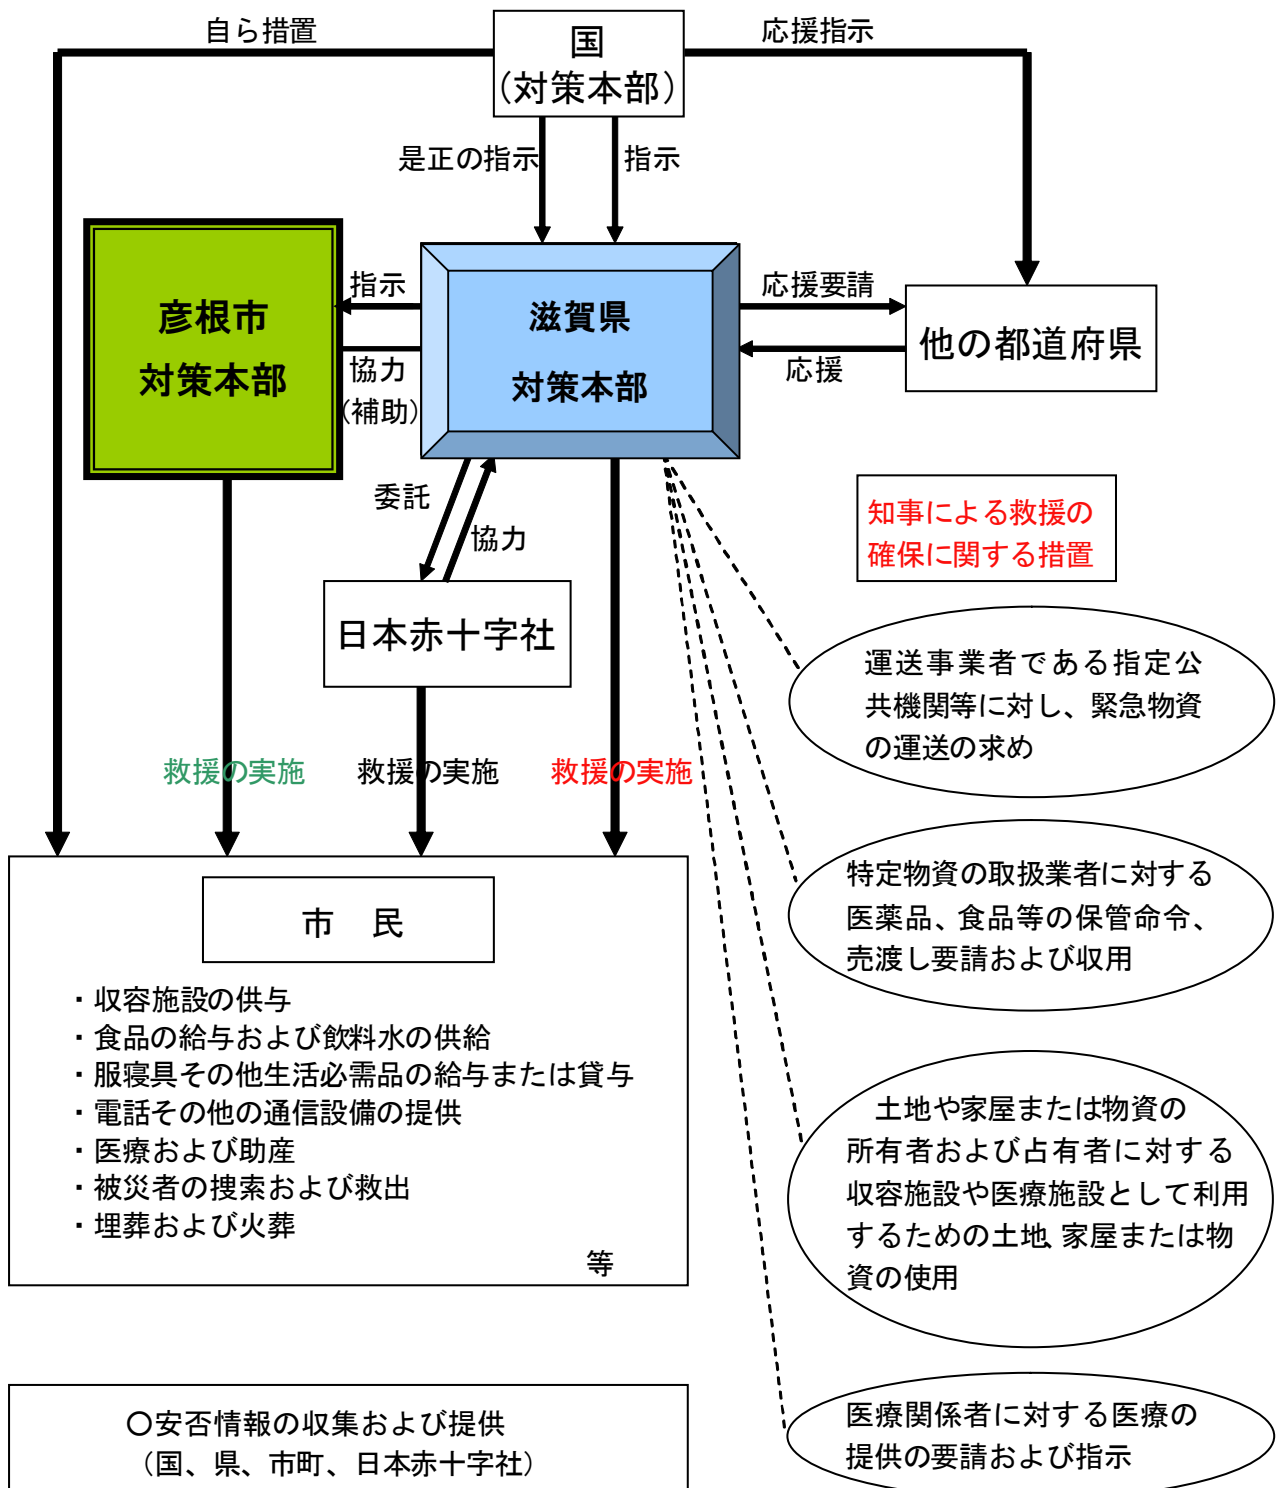 自ら措置
国
（対策本部）
応援指示
是正の指示
指示
彦根市
対策本部
指示
協力
（補助）
滋賀県
対策本部
応援要請
応援
他の都道府県
委託
協力
日本赤十字社
知事による救援の
確保に関する措置
運送事業者である指定公
共機関等に対し、緊急物資
の運送の求め
救援の実施
救援の実施
救援の実施
特定物資の取扱業者に対する
医薬品、食品等の保管命令、
売渡し要請および収用
市　民
・収容施設の供与
・食品の給与および飲料水の供給
・服寝具その他生活必需品の給与または貸与
・電話その他の通信設備の提供
・医療および助産
・被災者の捜索および救出
・埋葬および火葬
等
土地や家屋または物資の
所有者および占有者に対する
収容施設や医療施設として利用
するための土地、家屋または物
資の使用
〇安否情報の収集および提供
（国、県、市町、日本赤十字社）
医療関係者に対する医療の
提供の要請および指示